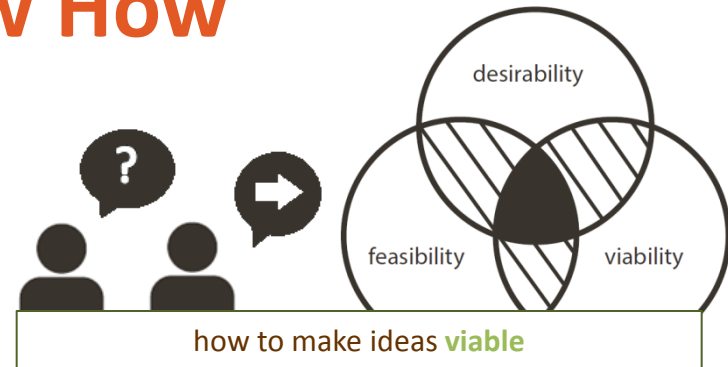 How
desirability
?
feasibility
viability
how to make ideas viable